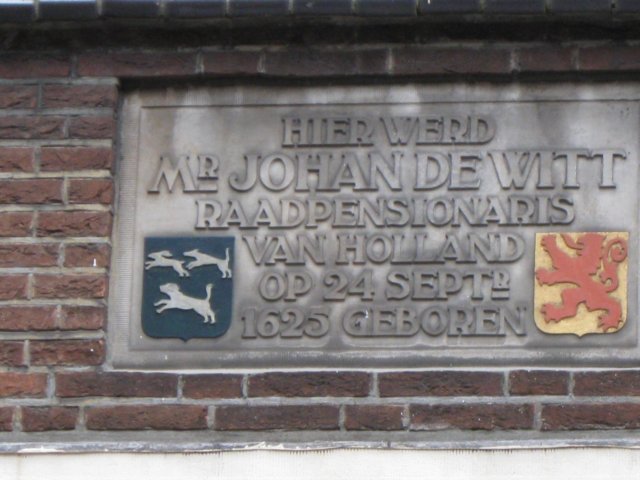 HIER WERD
MR JOHAN DE WITT
RAADPENSIONARIS
VAN HOLLAND
OP 24 SEPTR
1625 GEBOREN